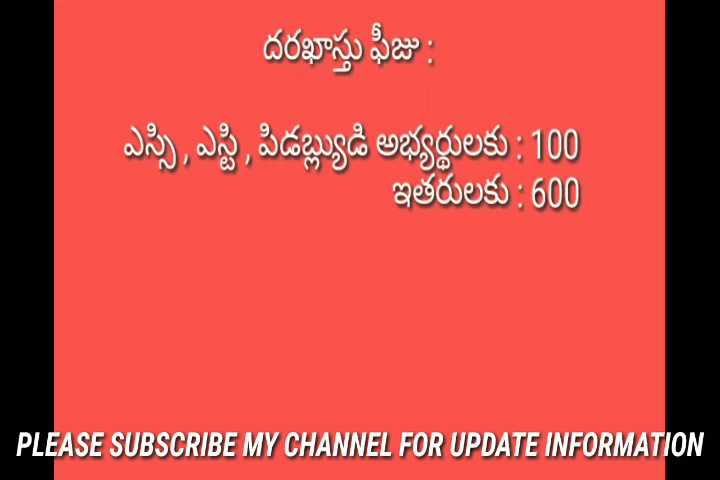 దరఖాస్తు ఫీజు :
ఎస్సి , ఎస్టి , పిడబ్ల్యుడి అభ్యర్థులకు : 100
ఇతరులకు : 600
PLEASE SUBSCRIBE MY CHANNEL FOR UPDATE INFORMATION